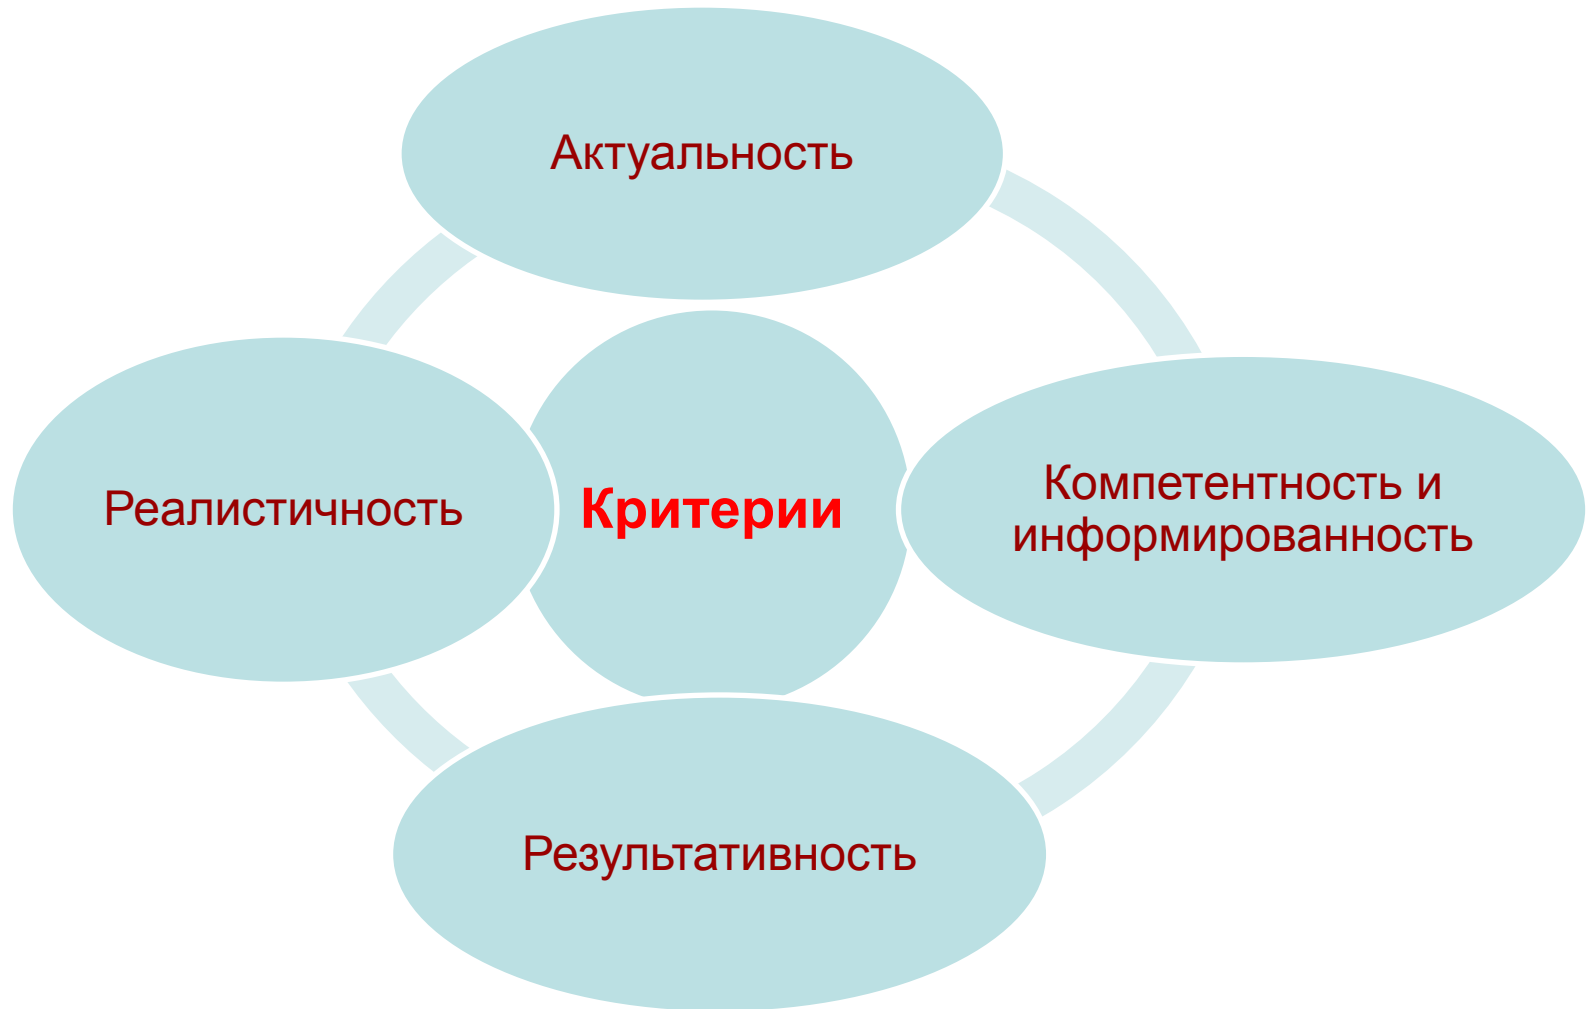 Актуальность
Реалистичность
Критерии
Компетентность и
информированность
Результативность